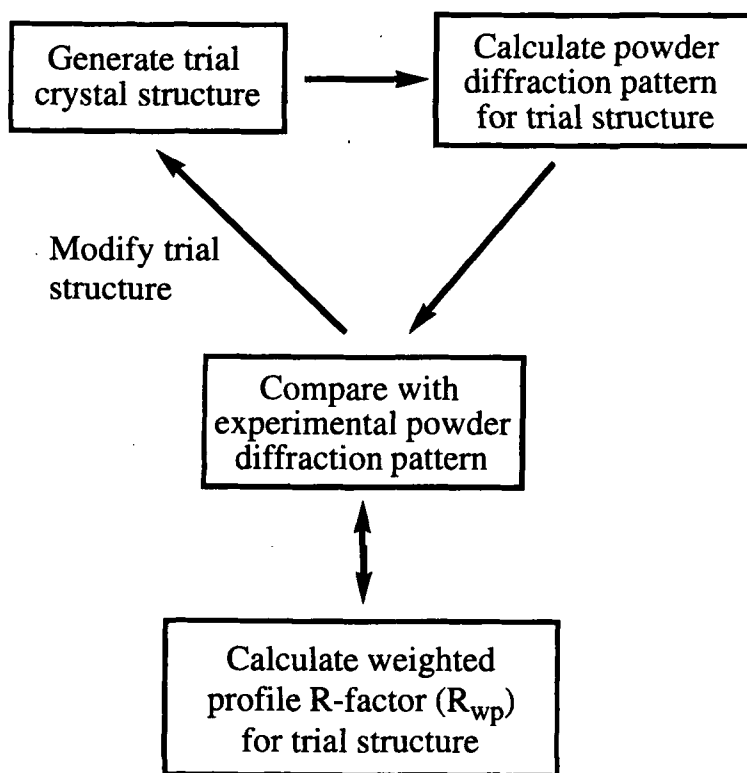 Generate trial
crystal structure
Calculate powder
diffraction pattern
for trial structure
Modify trial
structure
Compare with
experimental powder
diffraction pattern
Calculate weighted
profile R-factor (Rwp)
for trial structure